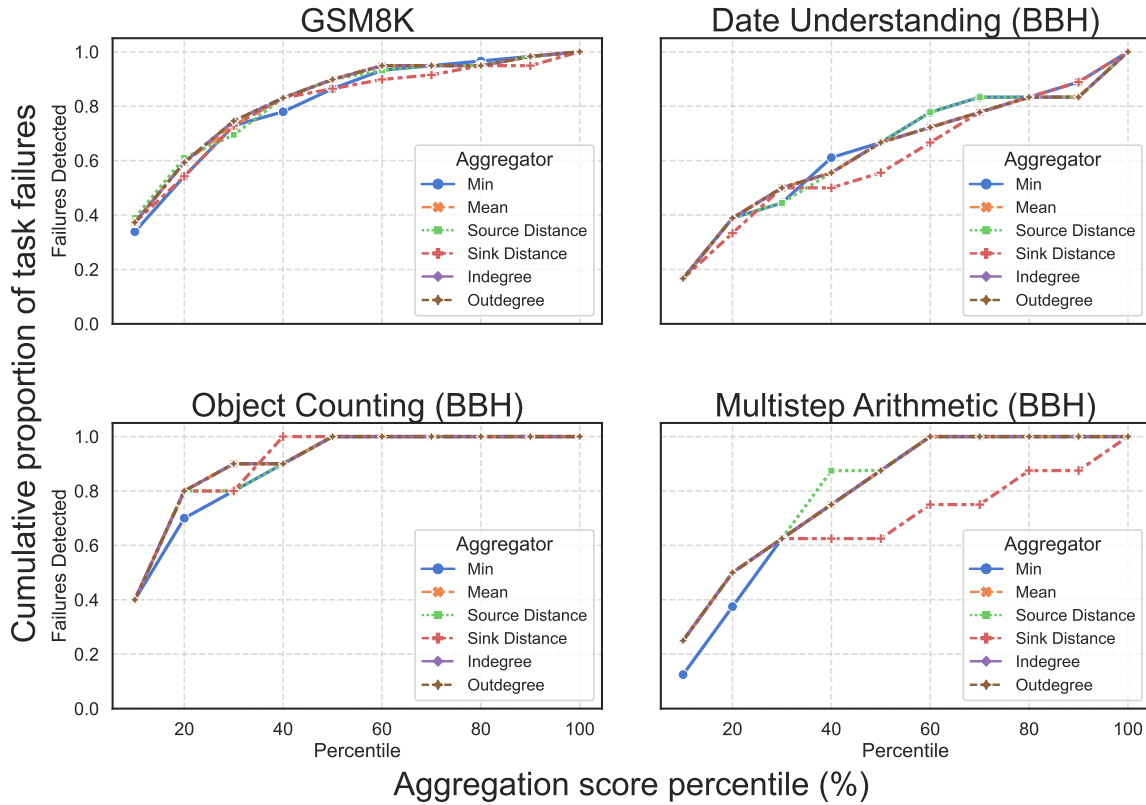 GSM8K
Date Understanding (BBH)
Cumulative proportion of task failures
Failures Detected
1.0
0.8
0.6
0.4
0.2
0.0
Aggregator
Min
Mean
Source Distance
Sink Distance
Indegree
Outdegree
Aggregator
Min
Mean
Source Distance
Sink Distance
Indegree
Outdegree
Object Counting (BBH)
Multistep Arithmetic (BBH)
Failures Detected
1.0
0.8
0.6
0.4
0.2
0.0
Aggregator
Min
Mean
Source Distance
Sink Distance
Indegree
Outdegree
20 40 60 80 100
Percentile
Aggregator
Min
Mean
Source Distance
Sink Distance
Indegree
Outdegree
20 40 60 80 100
Percentile
Aggregation score percentile (%)